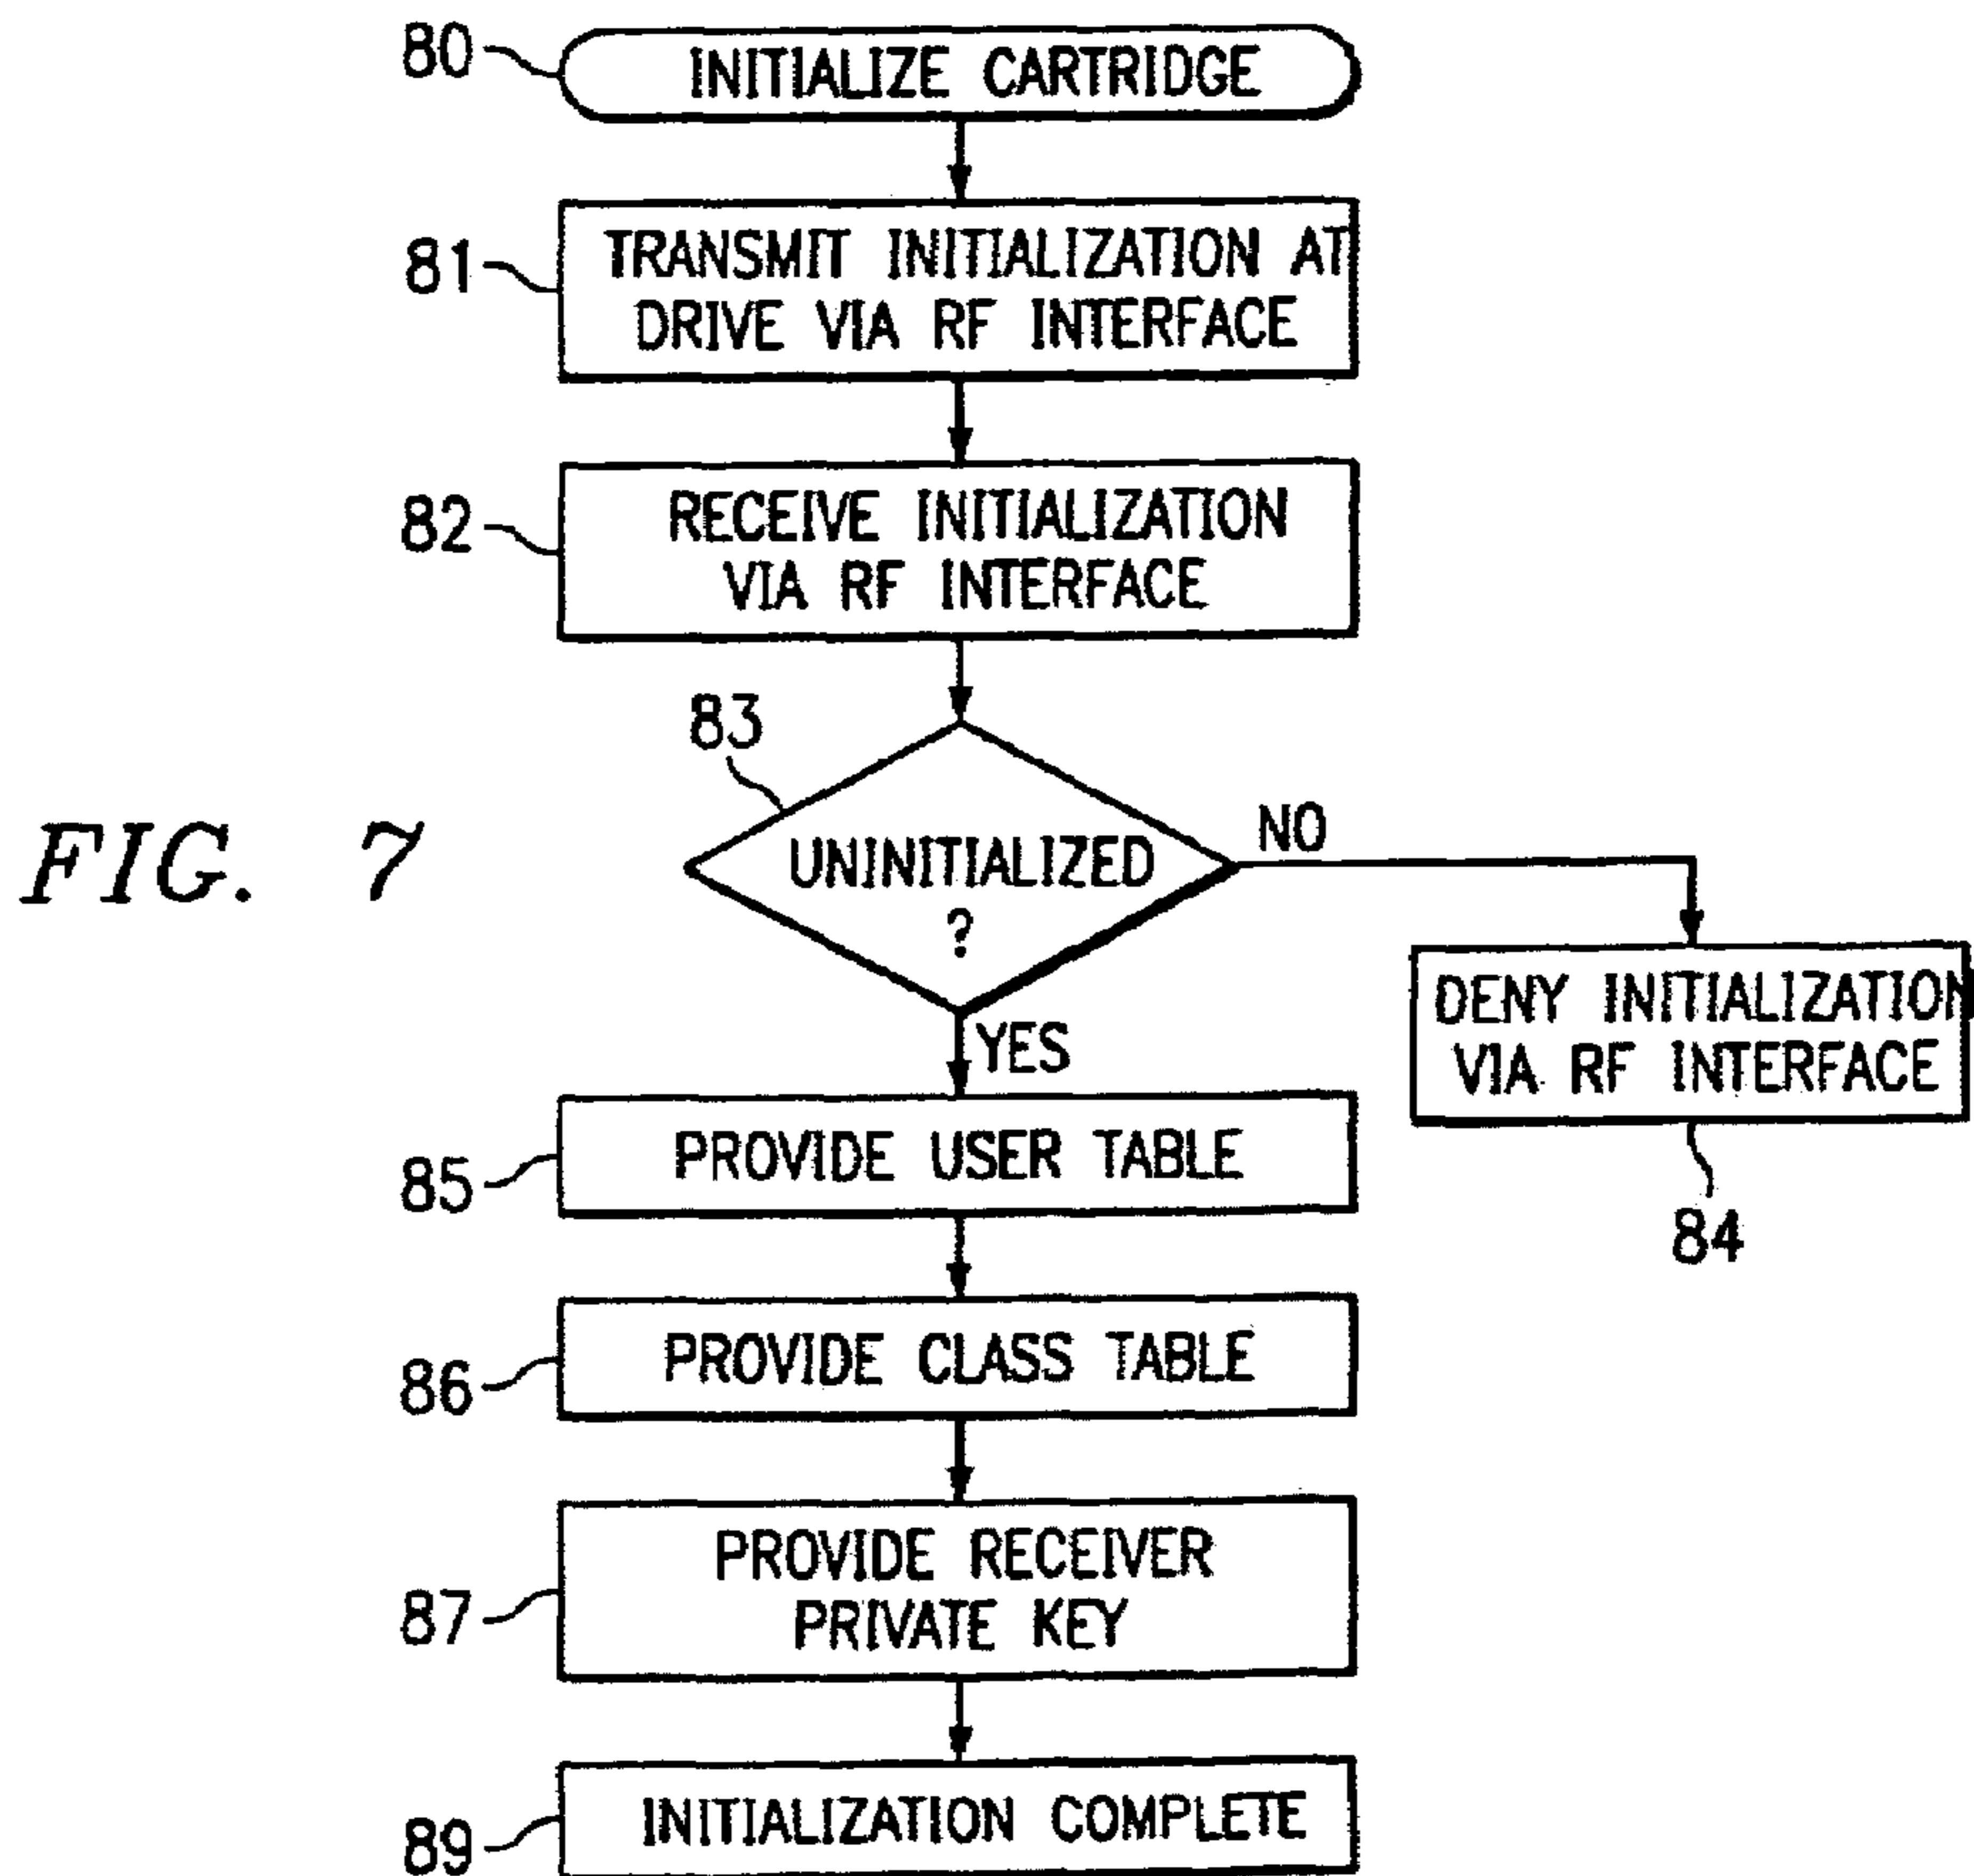 80
INITIALIZE CARTRIDGE
81
TRANSMIT INITIALIZATION AT
DRIVE VIA RF INTERFACE
82
RECEIVE INITIALIZATION
VIA RF INTERFACE
83
UNINITIALIZED
?
NO
YES
FIG. 7
DENY INITIALIZATION
VIA RF INTERFACE
84
85
PROVIDE USER TABLE
86
PROVIDE CLASS TABLE
87
PROVIDE RECEIVER
PRIVATE KEY
89
INITIALIZATION COMPLETE